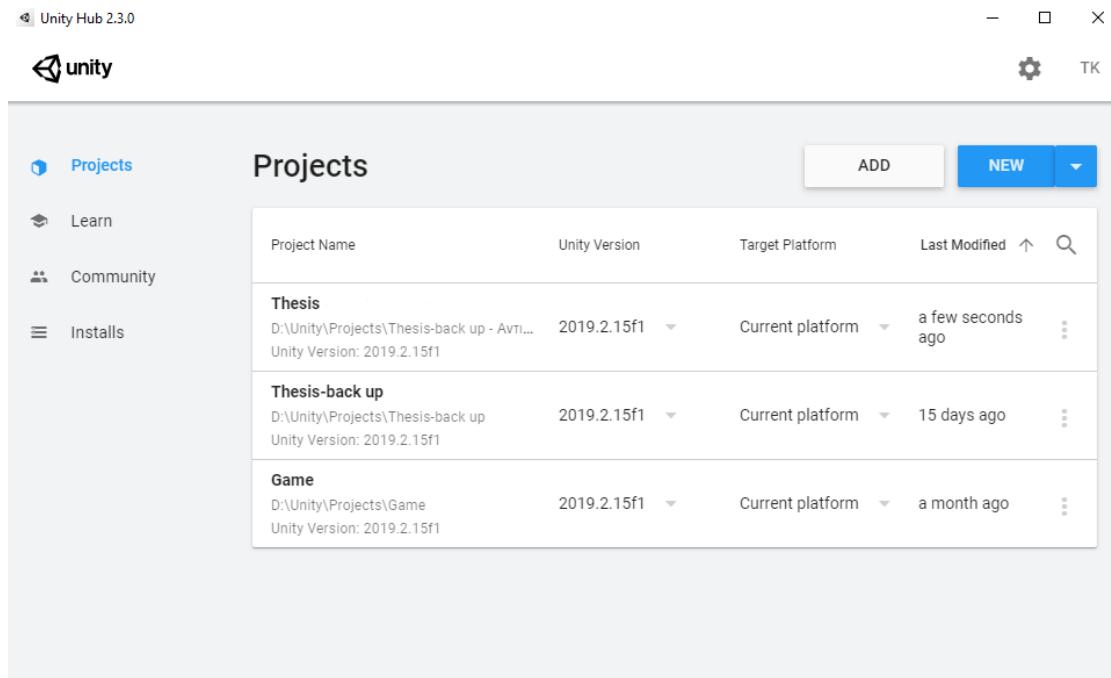 Unity Hub 2.3.0
unity
TK
Projects
Learn
Community
Installs
Projects
ADD
NEW
Project Name Unity Version Target Platform Last Modified
Thesis
D:\Unity\Projects\Thesis-back up - Αντι...
Unity Version: 2019.2.15f1
2019.2.15f1
Current platform
a few seconds
ago
Thesis-back up
D:\Unity\Projects\Thesis-back up
Unity Version: 2019.2.15f1
2019.2.15f1
Current platform
15 days ago
Game
D:\Unity\Projects\Game
Unity Version: 2019.2.15f1
2019.2.15f1
Current platform
a month ago